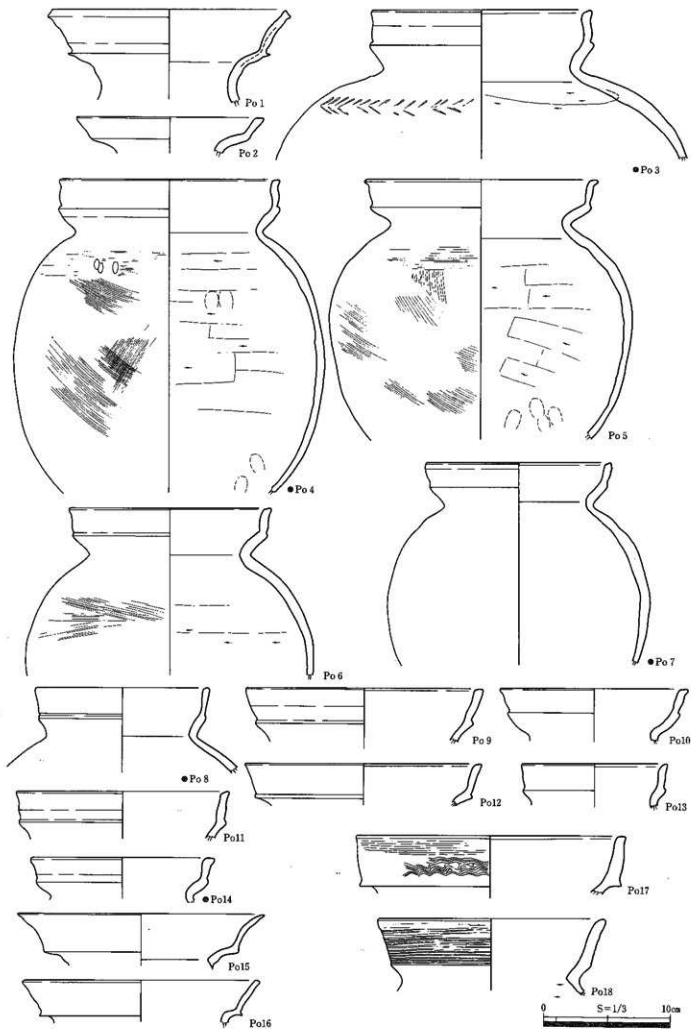 Po 1
Po 2
●Po 3
●Po 4
Po 5
Po 6
●Po 7
●Po 8
Po 9
Po10
Po11
Po12
Po13
●Po14
Po15
Po16
Po17
Po18
0 S=1/3 10cm